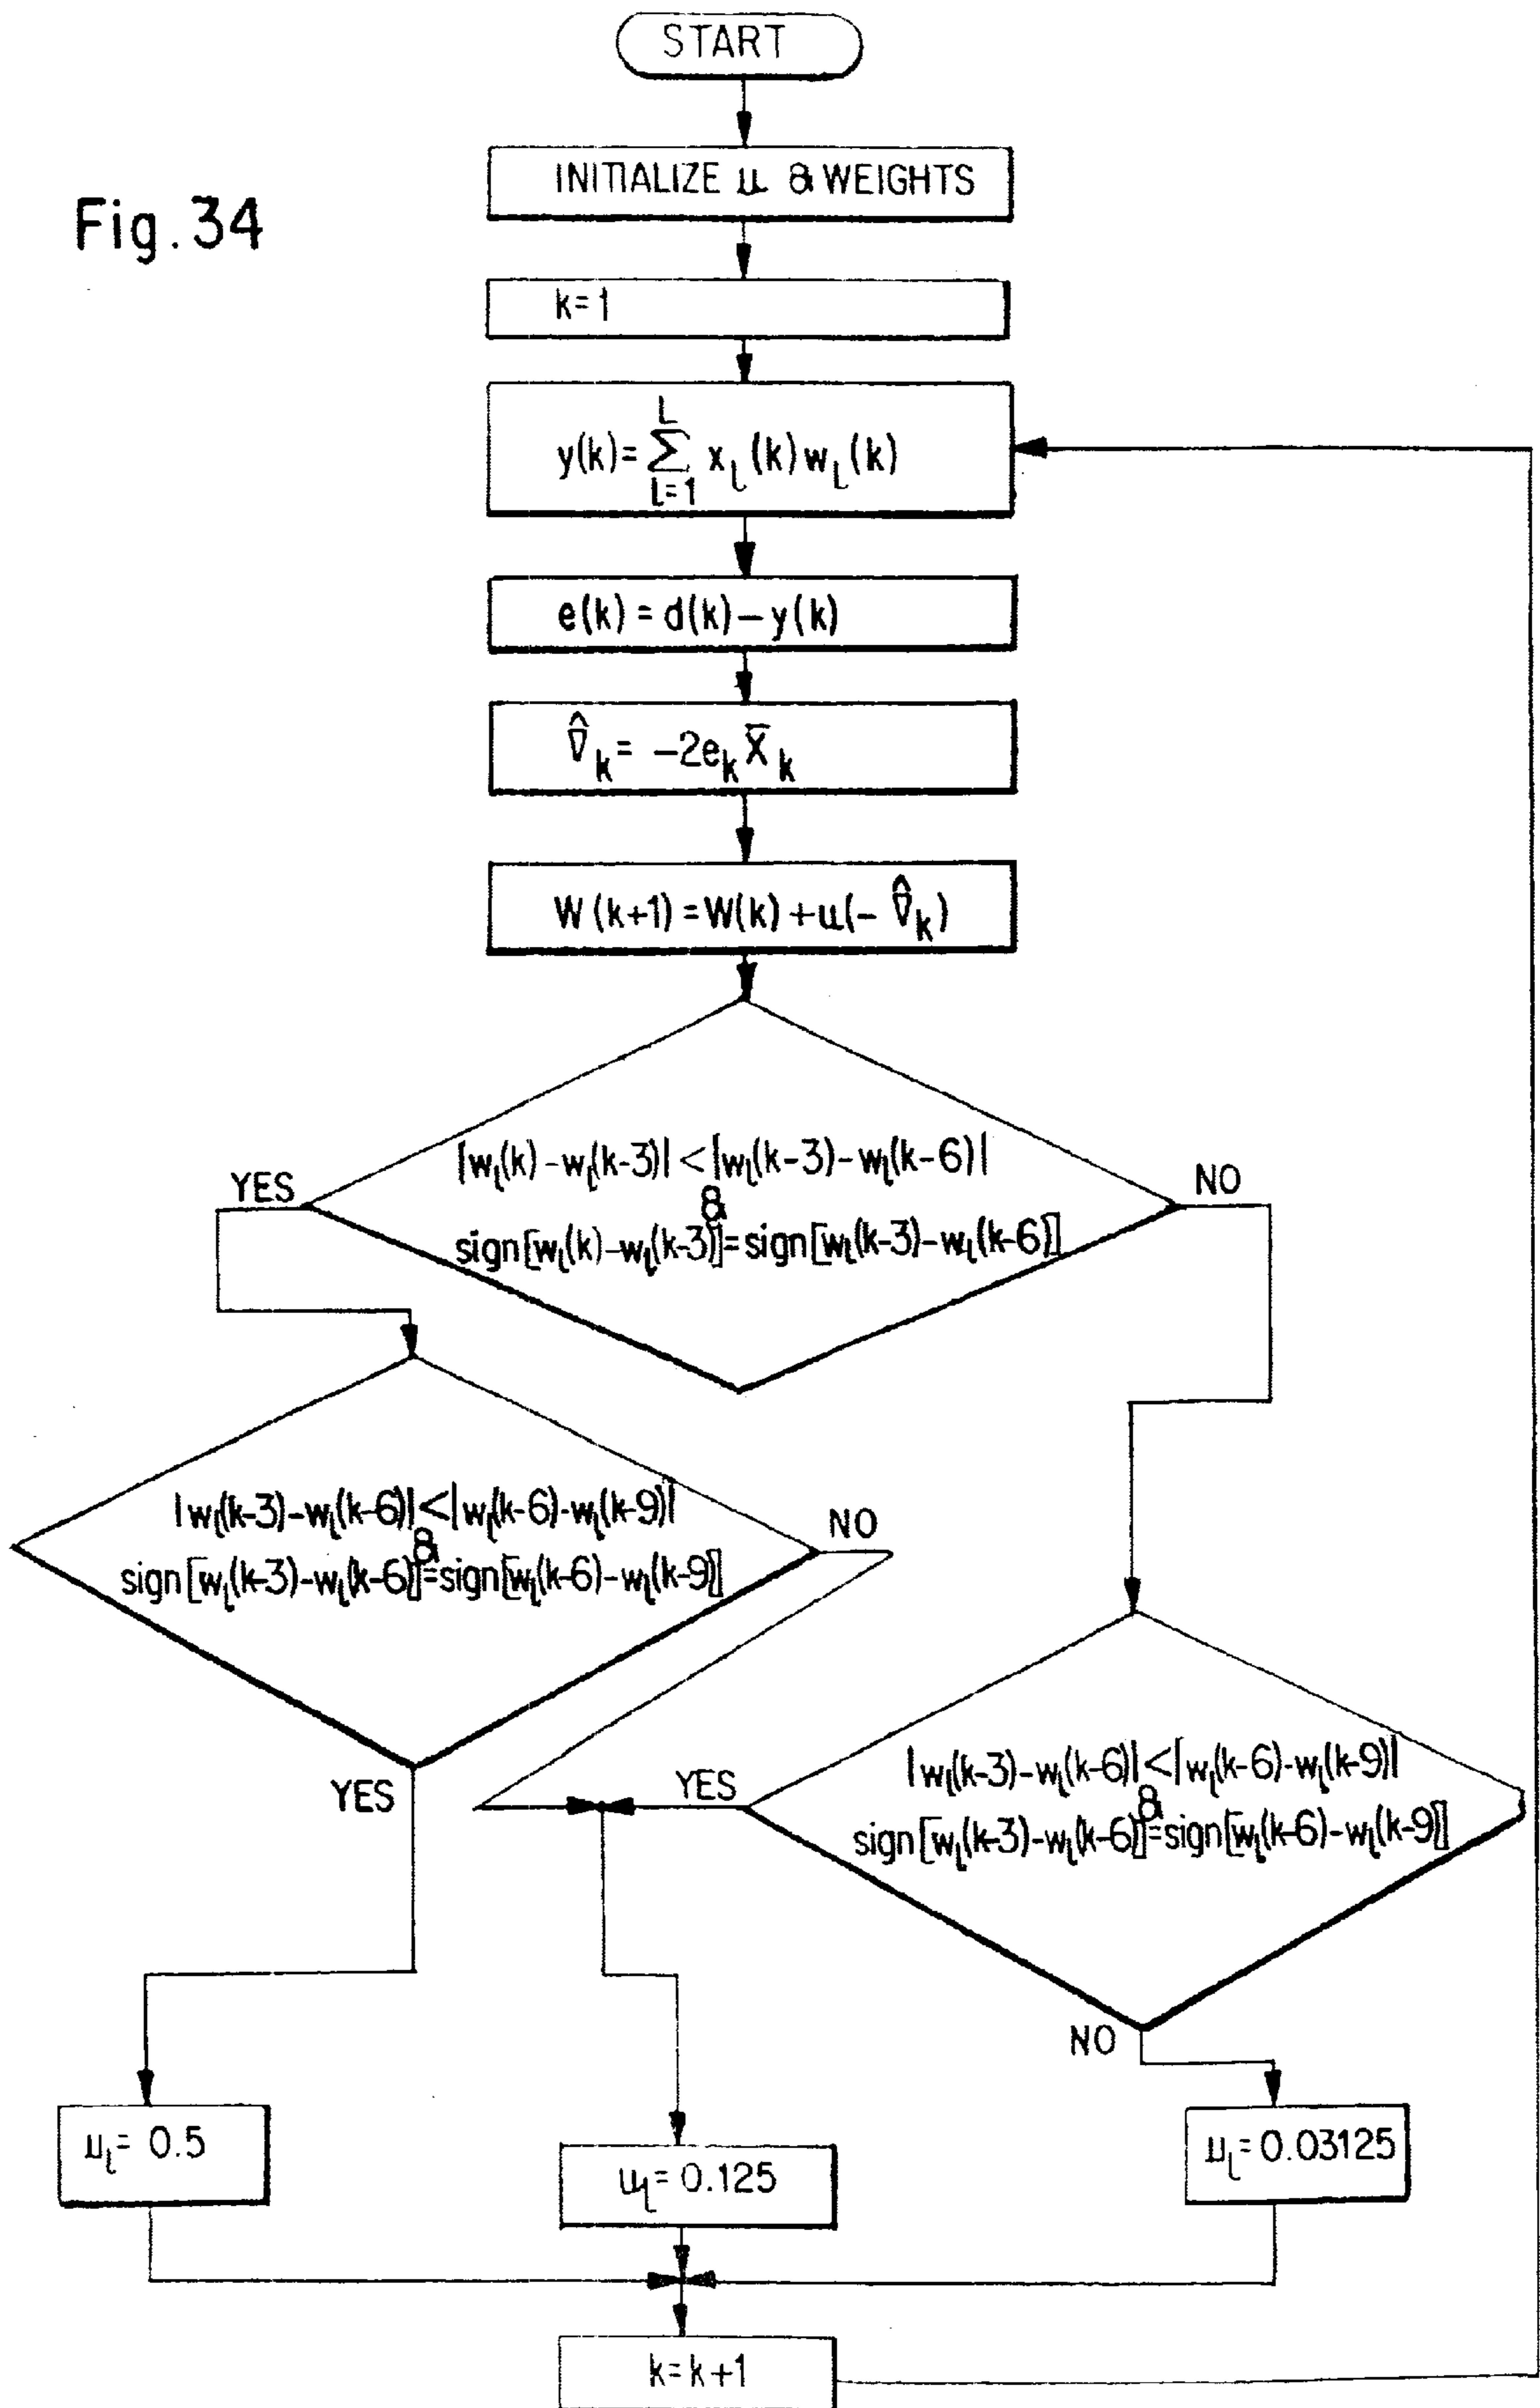 START
INITIALIZE μ & WEIGHTS
Fig. 34
k=1
L
y(k)=∑ x_l(k) w_l(k)
l=1
e(k) = d(k) – y(k)
∇̂_k = –2e_k X̄_k
W(k+1) = W(k) + u(– ∇̂_k)
|w_l(k) – w_l(k-3)| < |w_l(k-3) – w_l(k-6)|
YES
NO
&
sign[w_l(k) – w_l(k-3)] = sign[w_l(k-3) – w_l(k-6)]
|w_l(k-3) – w_l(k-6)| < |w_l(k-6) – w_l(k-9)|
NO
&
sign[w_l(k-3) – w_l(k-6)] = sign[w_l(k-6) – w_l(k-9)]
YES
YES
|w_l(k-3) – w_l(k-6)| < |w_l(k-6) – w_l(k-9)|
&
sign[w_l(k-3) – w_l(k-6)] = sign[w_l(k-6) – w_l(k-9)]
NO
μ_l = 0.5
μ_l = 0.125
μ_l = 0.03125
k=k+1